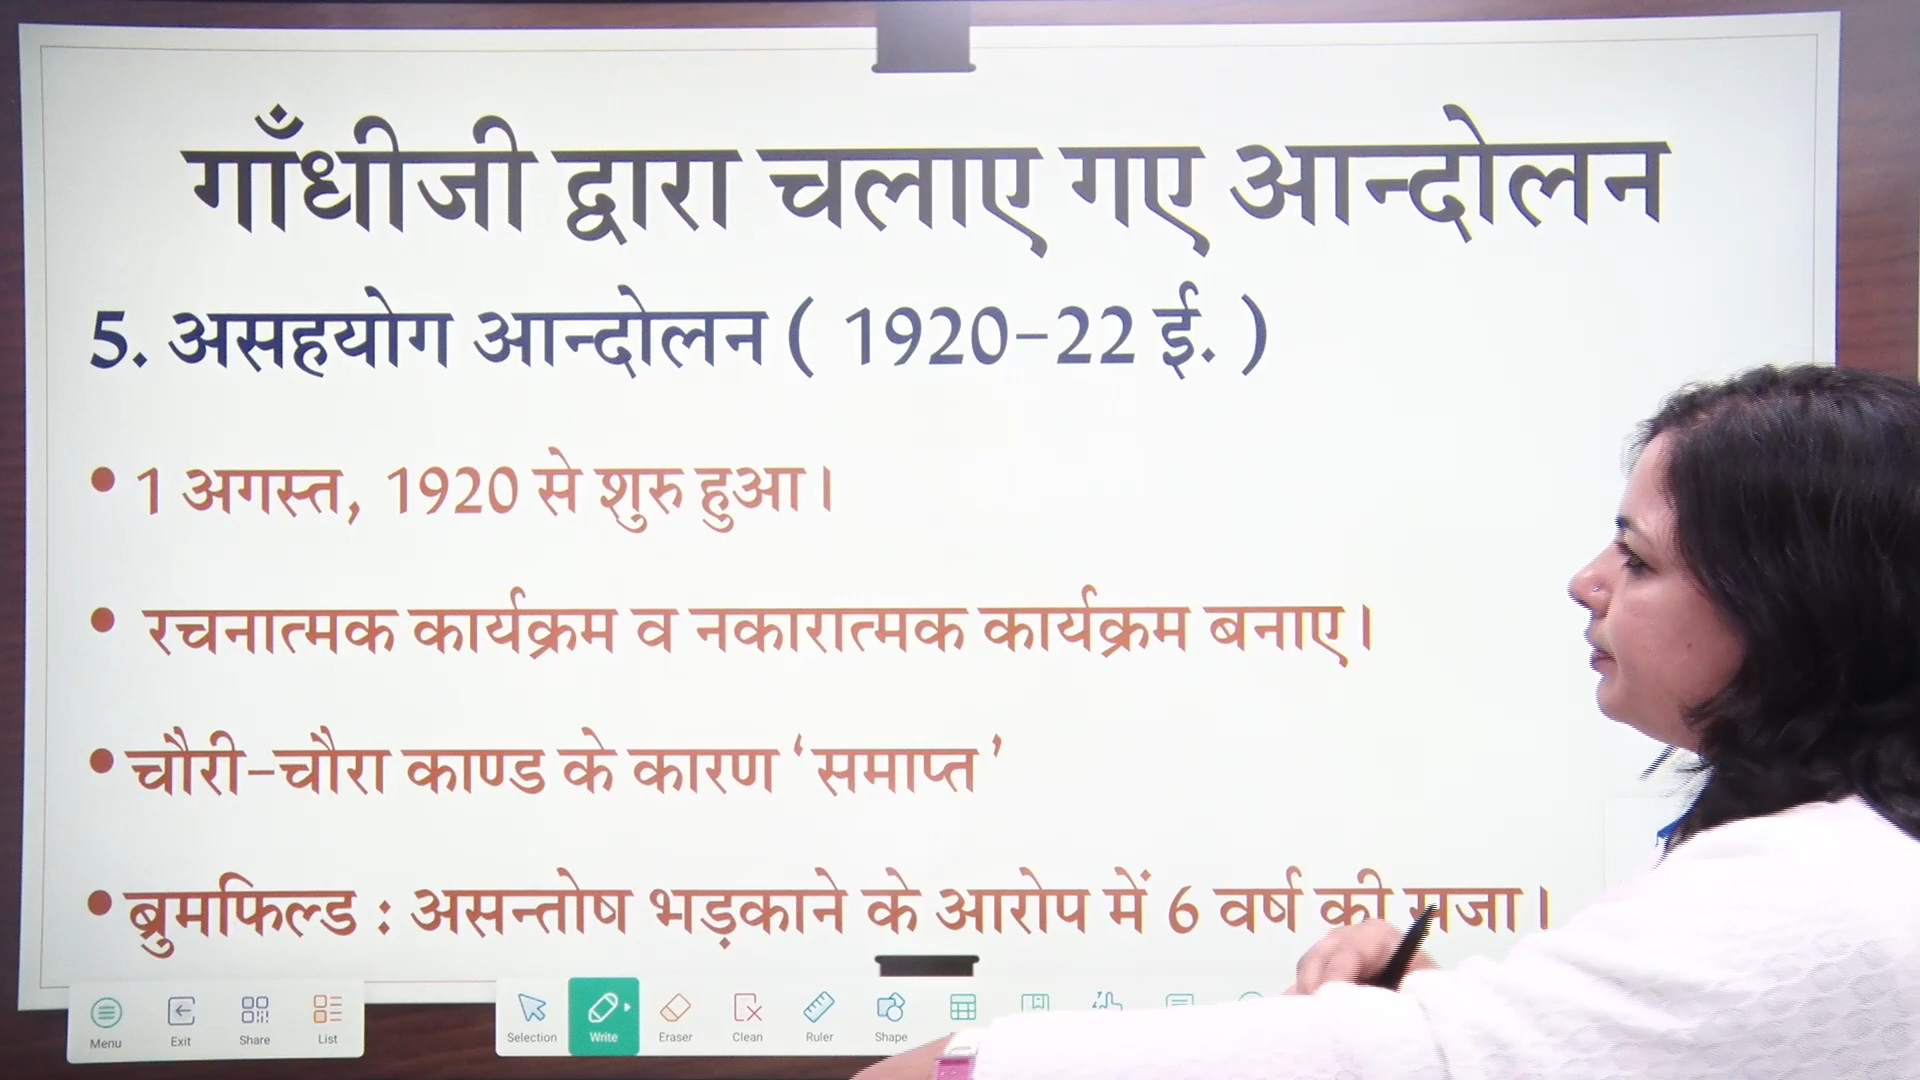 गाँधीजी द्वारा चलाए गए आन्दोलन
5. असहयोग आन्दोलन ( 1920-22 ई. )
• 1 अगस्त, 1920 से शुरु हुआ।
• रचनात्मक कार्यक्रम व नकारात्मक कार्यक्रम बनाए।
• चौरी-चौरा काण्ड के कारण ‘समाप्त’
• ब्रुमफिल्ड : असन्तोष भड़काने के आरोप में 6 वर्ष की सजा।
Menu Exit Share List Selection Write Eraser Clean Ruler Shape